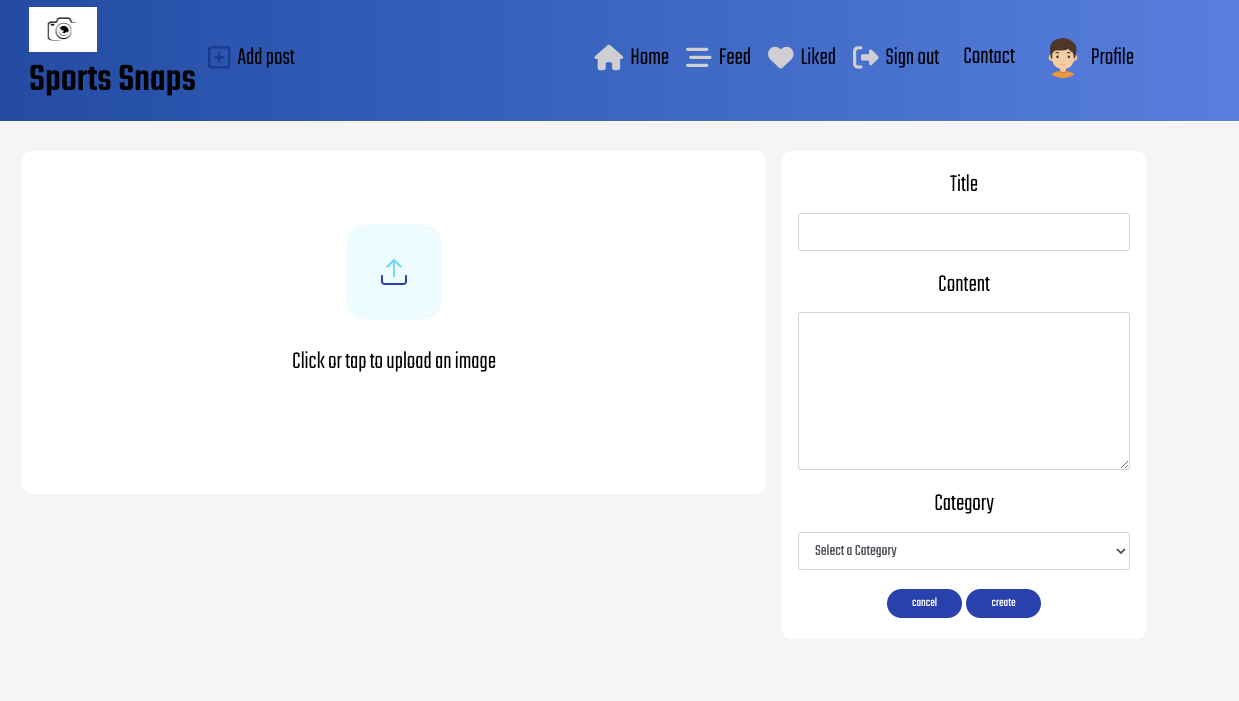 Sports Snaps
Add post
Home
Feed
Liked
Sign out
Contact
Profile
Click or tap to upload an image
Title
Content
Category
Select a Category
cancel
create